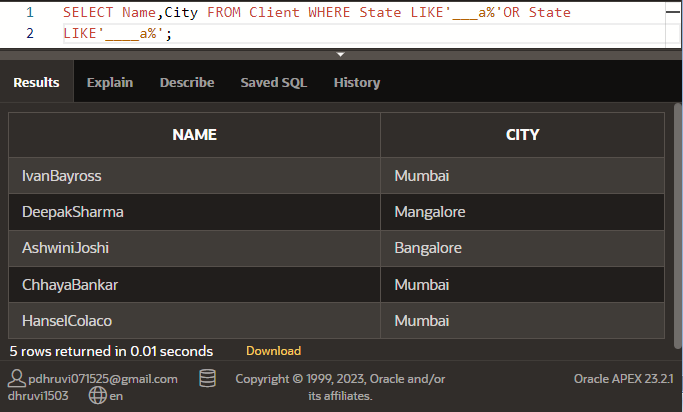 1 SELECT Name,City FROM Client WHERE State LIKE'___a%'OR State
2 LIKE'____a%';
Results Explain Describe Saved SQL History
NAME CITY
IvanBayross Mumbai
DeepakSharma Mangalore
AshwiniJoshi Bangalore
ChhayaBankar Mumbai
HanselColaco Mumbai
5 rows returned in 0.01 seconds Download
pdhruvi071525@gmail.com Copyright © 1999, 2023, Oracle and/or Oracle APEX 23.2.1
dhruvi1503 en its affiliates.